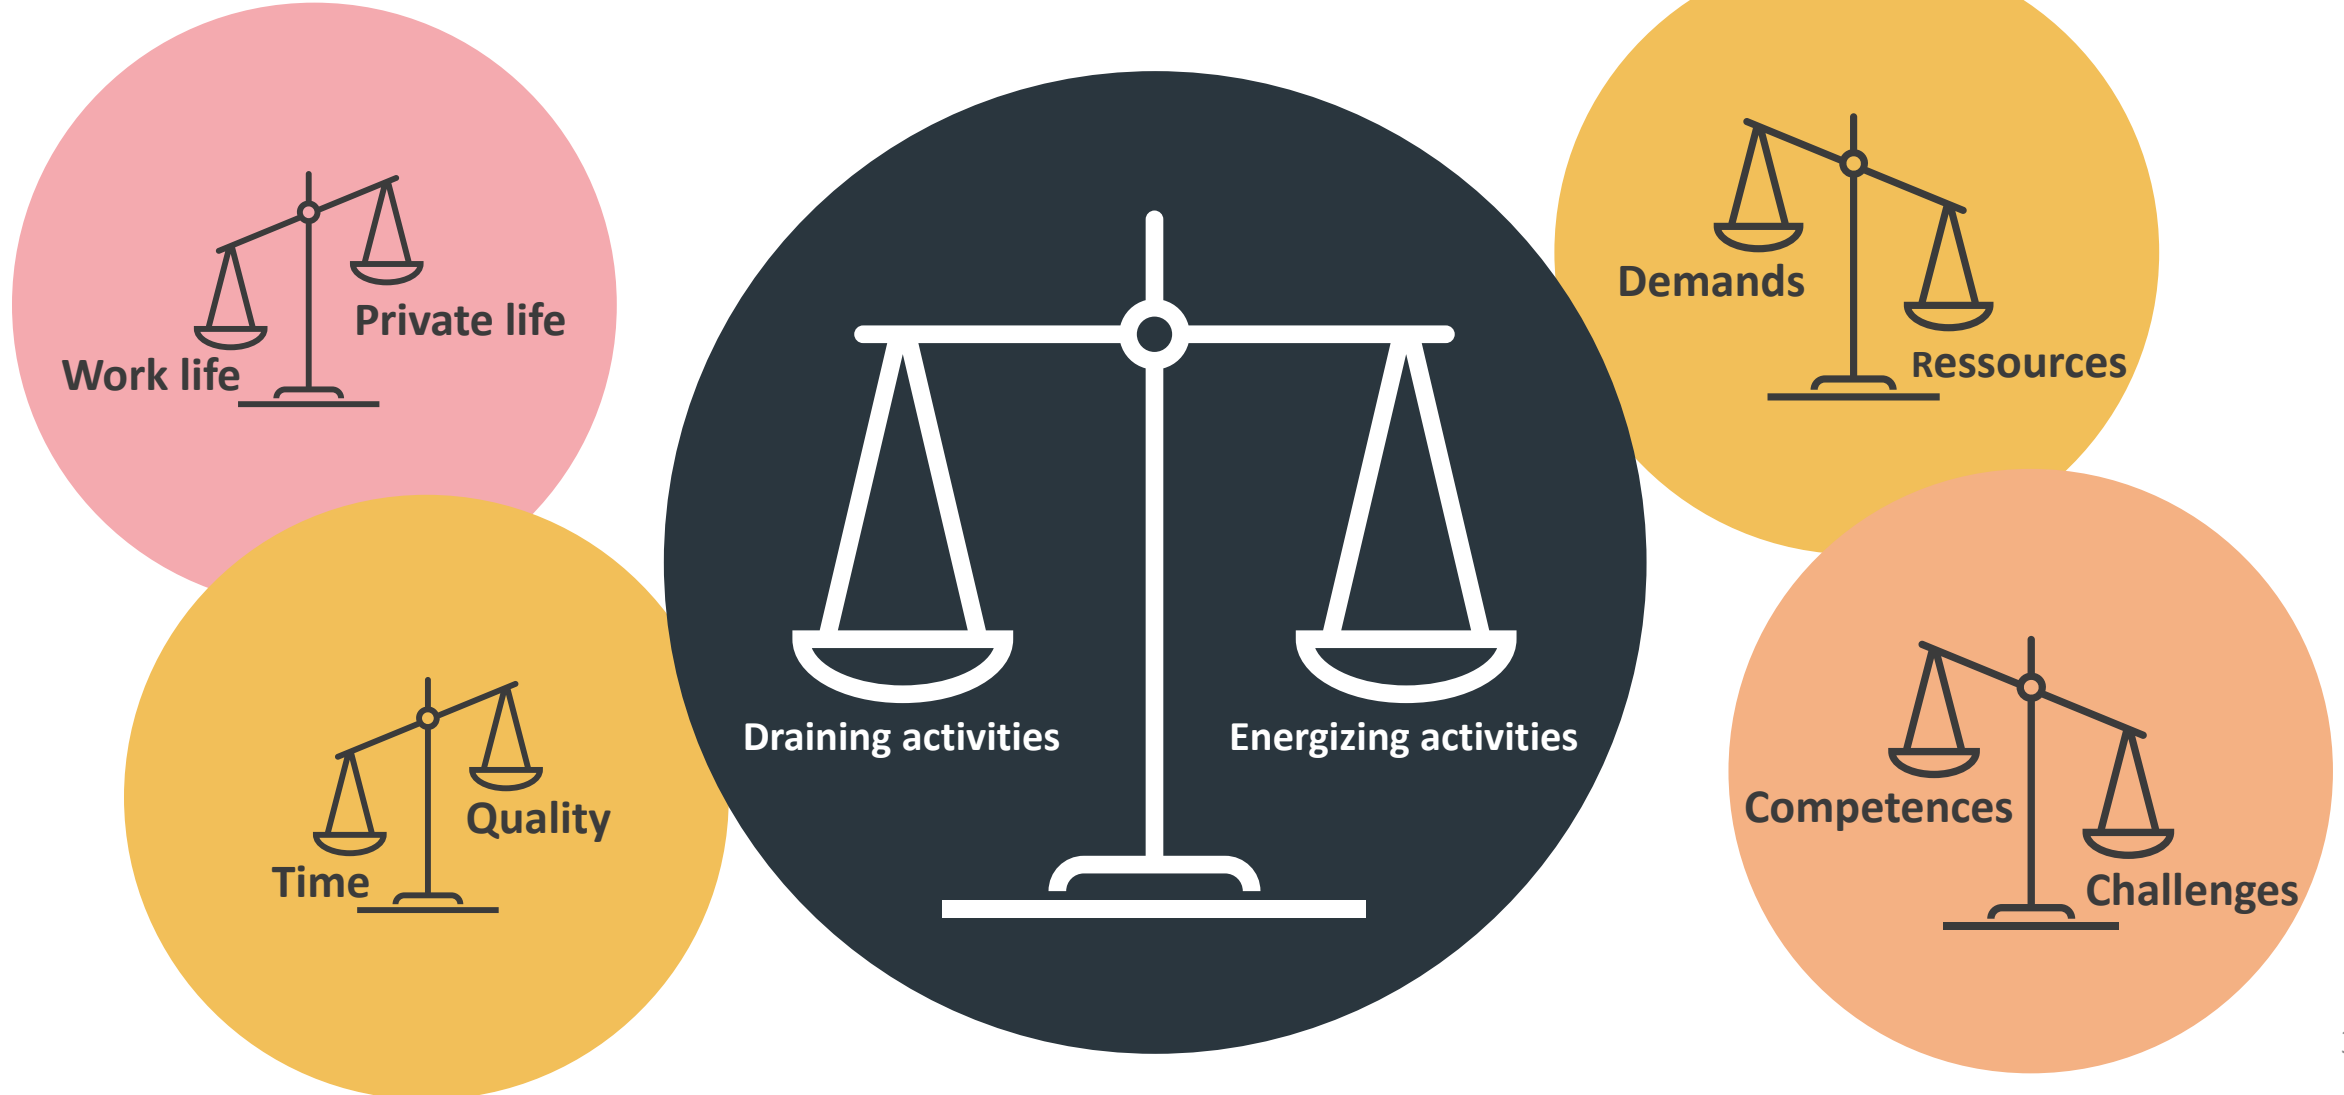 Private life
Work life
Quality
Time
Draining activities
Energizing activities
Demands
Ressources
Competences
Challenges